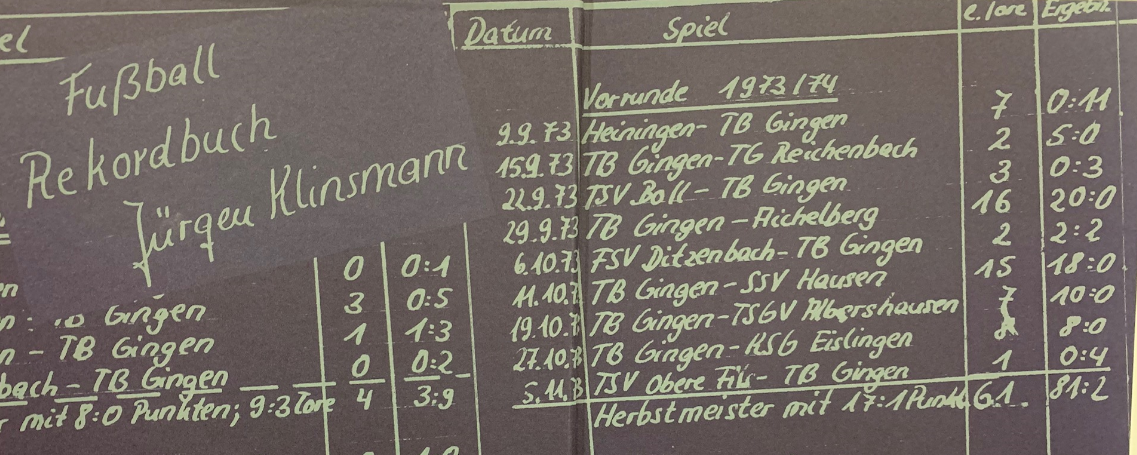 el
Fußball
Rekordbuch
Jürgen Klinsmann
0 0:1
n
n: TB Gingen 3 0:5
n - TB Gingen 1 1:3
bach - TB Gingen 0 0:2
r mit 8:0 Punkten; 9:3 Tore 4 3:9
Datum Spiel e. Tore Ergebn.
Vorrunde 1973/74
9.9.73 Heiningen - TB Gingen 7 0:11
15.9.73 TB Gingen - TG Reichenbach 2 5:0
22.9.73 TSV Boll - TB Gingen 3 0:3
29.9.73 TB Gingen - Aichelberg 16 20:0
6.10.73 FSV Ditzenbach - TB Gingen 2 2:2
11.10.7 TB Gingen - SSV Hausen 15 18:0
19.10.7 TB Gingen - TSGV Albershausen 7 10:0
27.10.73 TB Gingen - KSG Eislingen 8 8:0
5.11.73 TSV Obere Fils - TB Gingen 1 0:4
Herbstmeister mit 17:1 Punkt. 61. 81:2